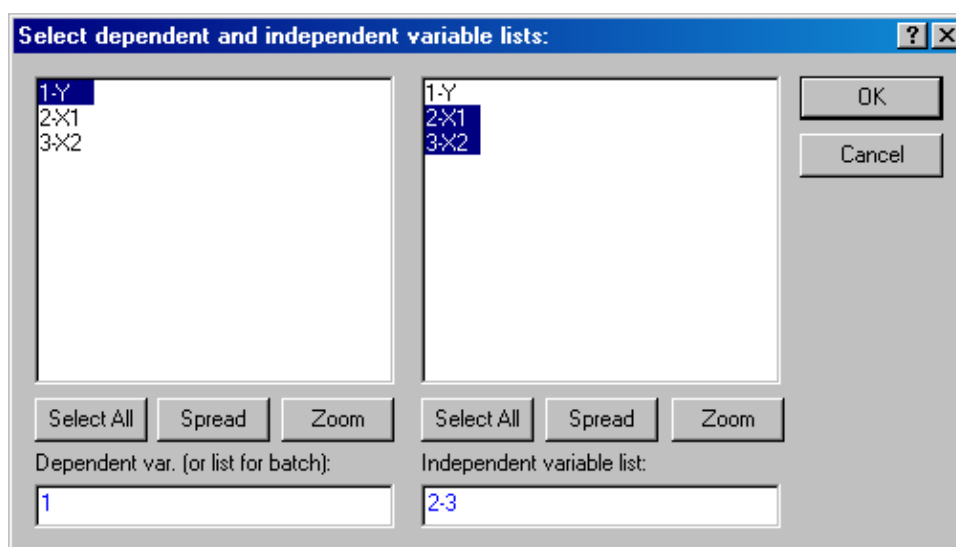 Select dependent and independent variable lists:
? X
1-Y
2-X1
3-X2
1-Y
2-X1
3-X2
OK
Cancel
Select All Spread Zoom
Select All Spread Zoom
Dependent var. (or list for batch):
Independent variable list:
1
2-3